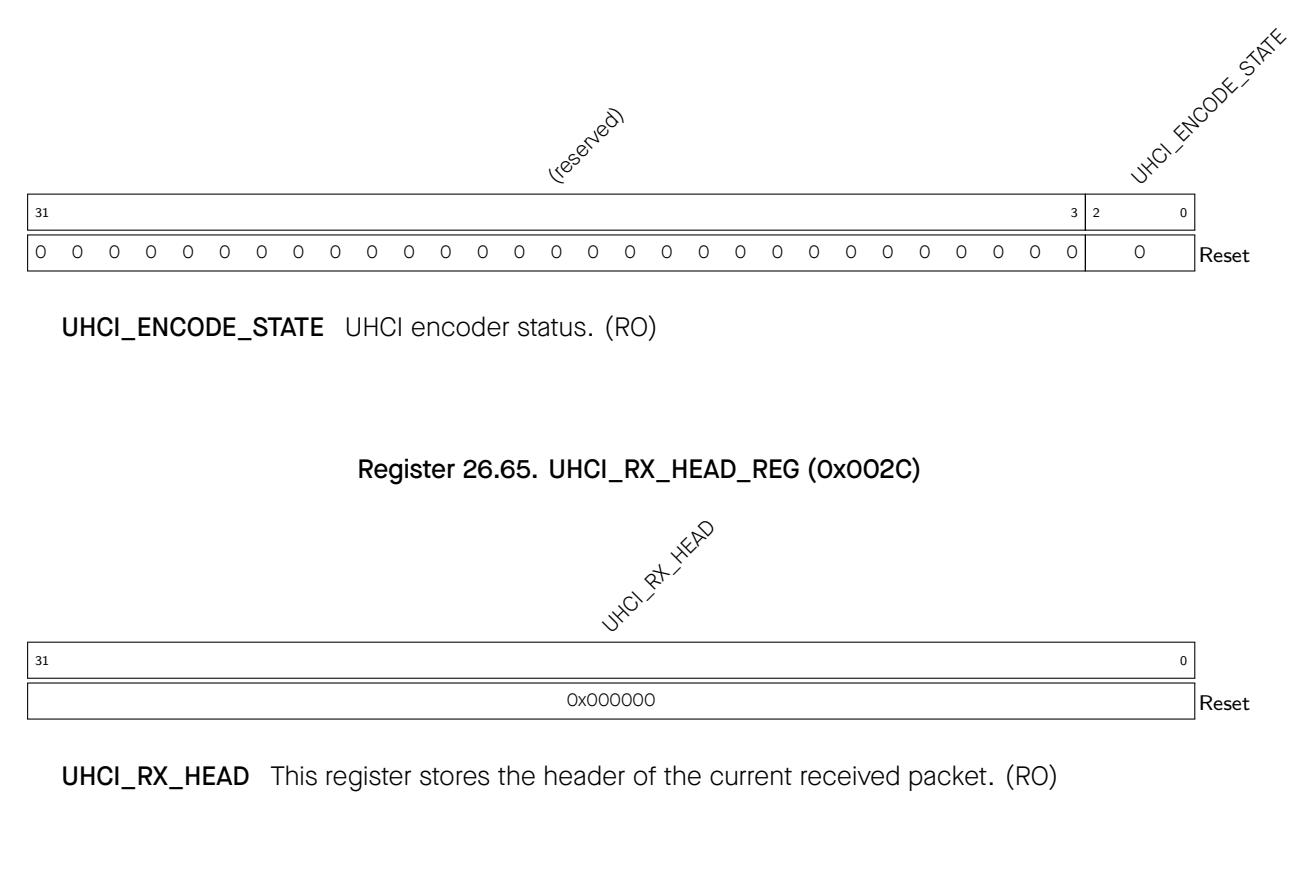 UHCI_ENCODE_STATE
(reserved)
31 3 2 0
0 0 0 0 0 0 0 0 0 0 0 0 0 0 0 0 0 0 0 0 0 0 0 0 0 0 0 0 0 0 Reset
UHCI_ENCODE_STATE UHCI encoder status. (RO)
Register 26.65. UHCI_RX_HEAD_REG (0x002C)
UHCI_RX_HEAD
31 0
0x000000 Reset
UHCI_RX_HEAD This register stores the header of the current received packet. (RO)